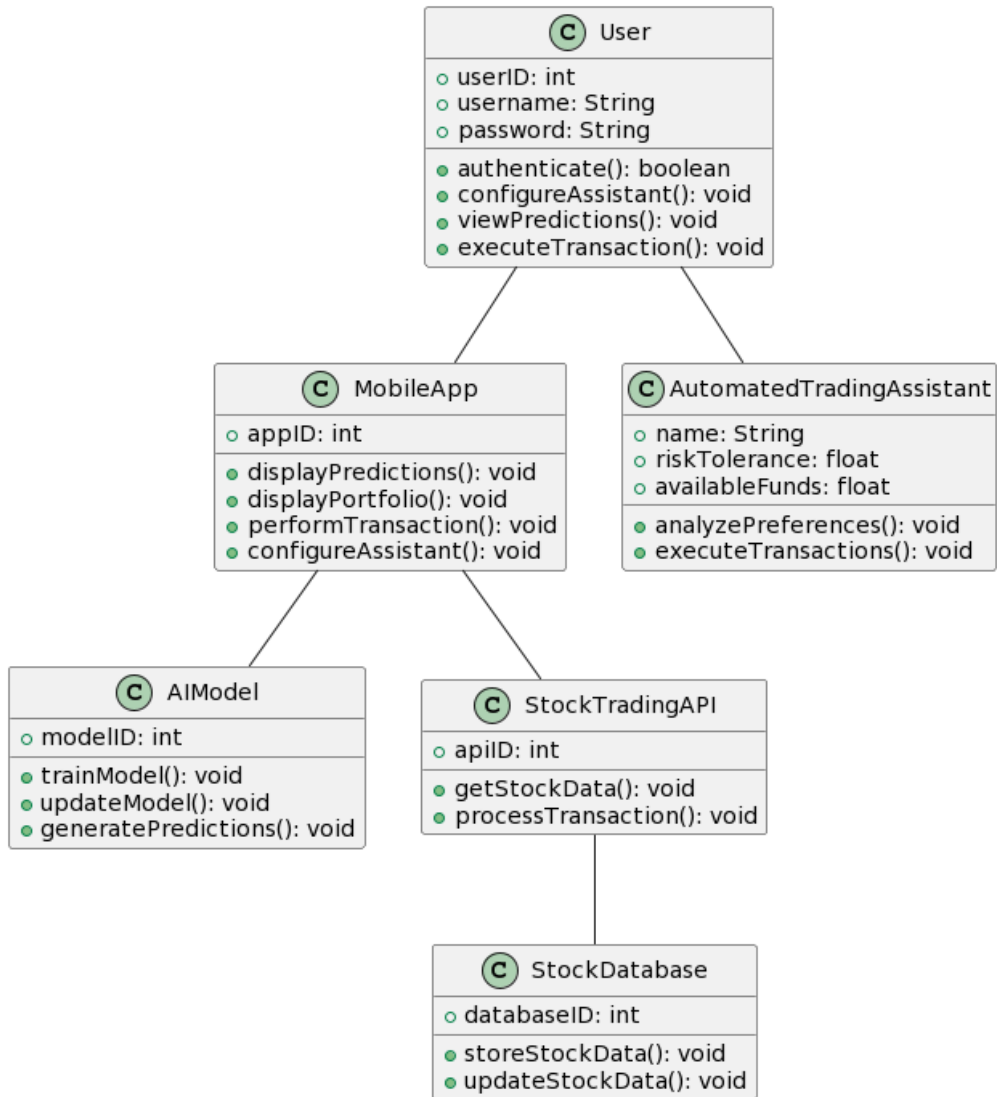 C User
userID: int
username: String
password: String
authenticate(): boolean
configureAssistant(): void
viewPredictions(): void
executeTransaction(): void
C MobileApp
appID: int
displayPredictions(): void
displayPortfolio(): void
performTransaction(): void
configureAssistant(): void
C AutomatedTradingAssistant
name: String
riskTolerance: float
availableFunds: float
analyzePreferences(): void
executeTransactions(): void
C AIModel
modelID: int
trainModel(): void
updateModel(): void
generatePredictions(): void
C StockTradingAPI
apiID: int
getStockData(): void
processTransaction(): void
C StockDatabase
databaseID: int
storeStockData(): void
updateStockData(): void